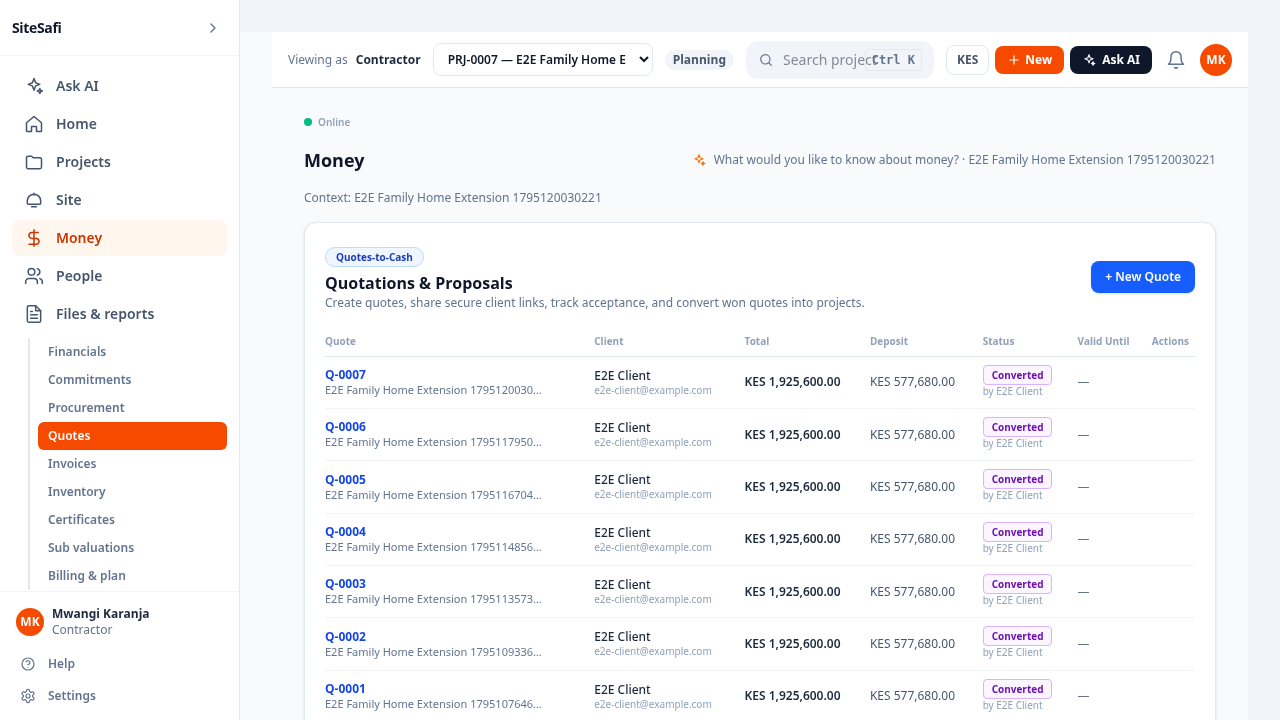 SiteSafi
Ask AI
Home
Projects
Site
Money
People
Files & reports
Financials
Commitments
Procurement
Quotes
Invoices
Inventory
Certificates
Sub valuations
Billing & plan
MK
Mwangi Karanja
Contractor
Help
Settings
Viewing as Contractor
PRJ-0007 — E2E Family Home E
Planning
Search project
Ctrl K
KES
New
Ask AI
MK
Online
Money
What would you like to know about money? · E2E Family Home Extension 1795120030221
Context: E2E Family Home Extension 1795120030221
Quotes-to-Cash
Quotations & Proposals
Create quotes, share secure client links, track acceptance, and convert won quotes into projects.
+ New Quote
Quote Client Total Deposit Status Valid Until Actions
Q-0007 E2E Client KES 1,925,600.00 KES 577,680.00 Converted —
E2E Family Home Extension 1795120030... e2e-client@example.com by E2E Client
Q-0006 E2E Client KES 1,925,600.00 KES 577,680.00 Converted —
E2E Family Home Extension 1795117950... e2e-client@example.com by E2E Client
Q-0005 E2E Client KES 1,925,600.00 KES 577,680.00 Converted —
E2E Family Home Extension 1795116704... e2e-client@example.com by E2E Client
Q-0004 E2E Client KES 1,925,600.00 KES 577,680.00 Converted —
E2E Family Home Extension 1795114856... e2e-client@example.com by E2E Client
Q-0003 E2E Client KES 1,925,600.00 KES 577,680.00 Converted —
E2E Family Home Extension 1795113573... e2e-client@example.com by E2E Client
Q-0002 E2E Client KES 1,925,600.00 KES 577,680.00 Converted —
E2E Family Home Extension 1795109336... e2e-client@example.com by E2E Client
Q-0001 E2E Client KES 1,925,600.00 KES 577,680.00 Converted —
E2E Family Home Extension 1795107646... e2e-client@example.com by E2E Client